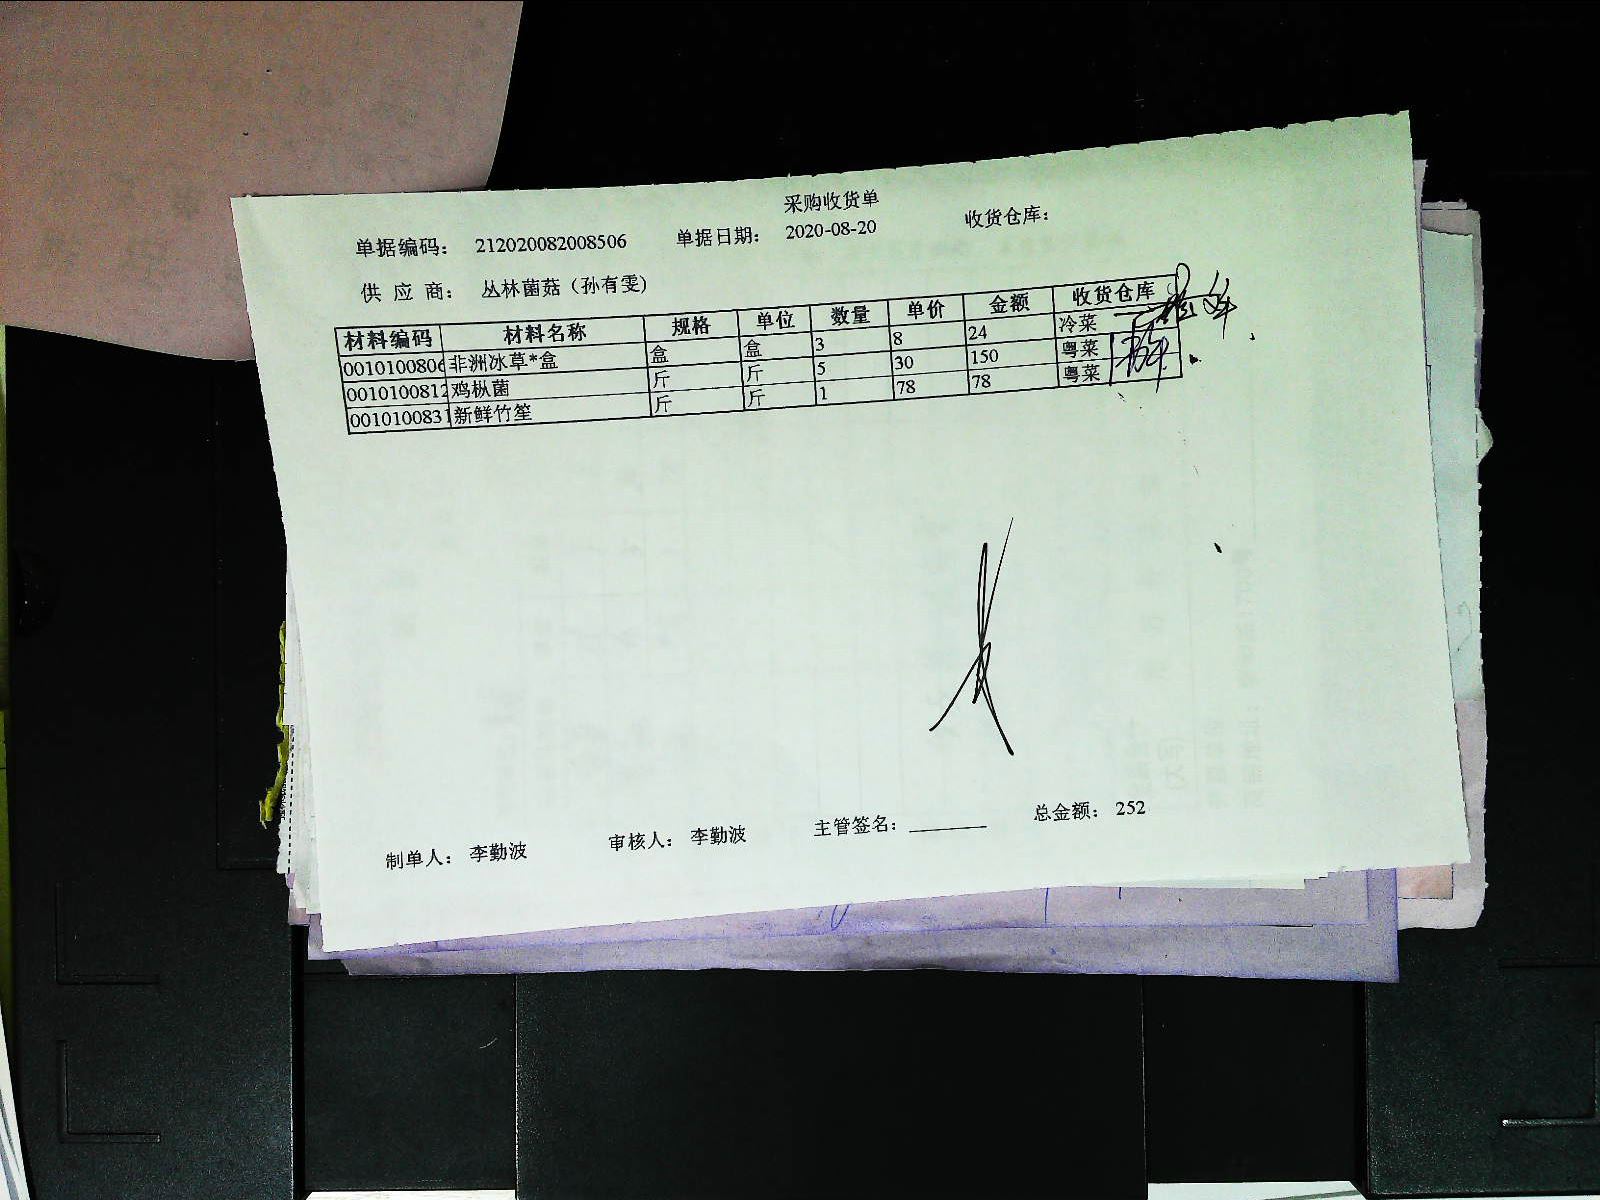 采购收货单
单据编码： 212020082008506 单据日期： 2020-08-20 收货仓库：
供 应 商： 丛林菌菇（孙有雯)
材料编码 材料名称 规格 单位 数量 单价 金额 收货仓库
0010100806 非洲冰草*盒 盒 盒 3 8 24 冷菜
0010100812 鸡枞菌 斤 斤 5 30 150 粤菜
0010100831 新鲜竹笙 斤 斤 1 78 78 粤菜
制单人： 李勤波 审核人： 李勤波 主管签名： 总金额： 252